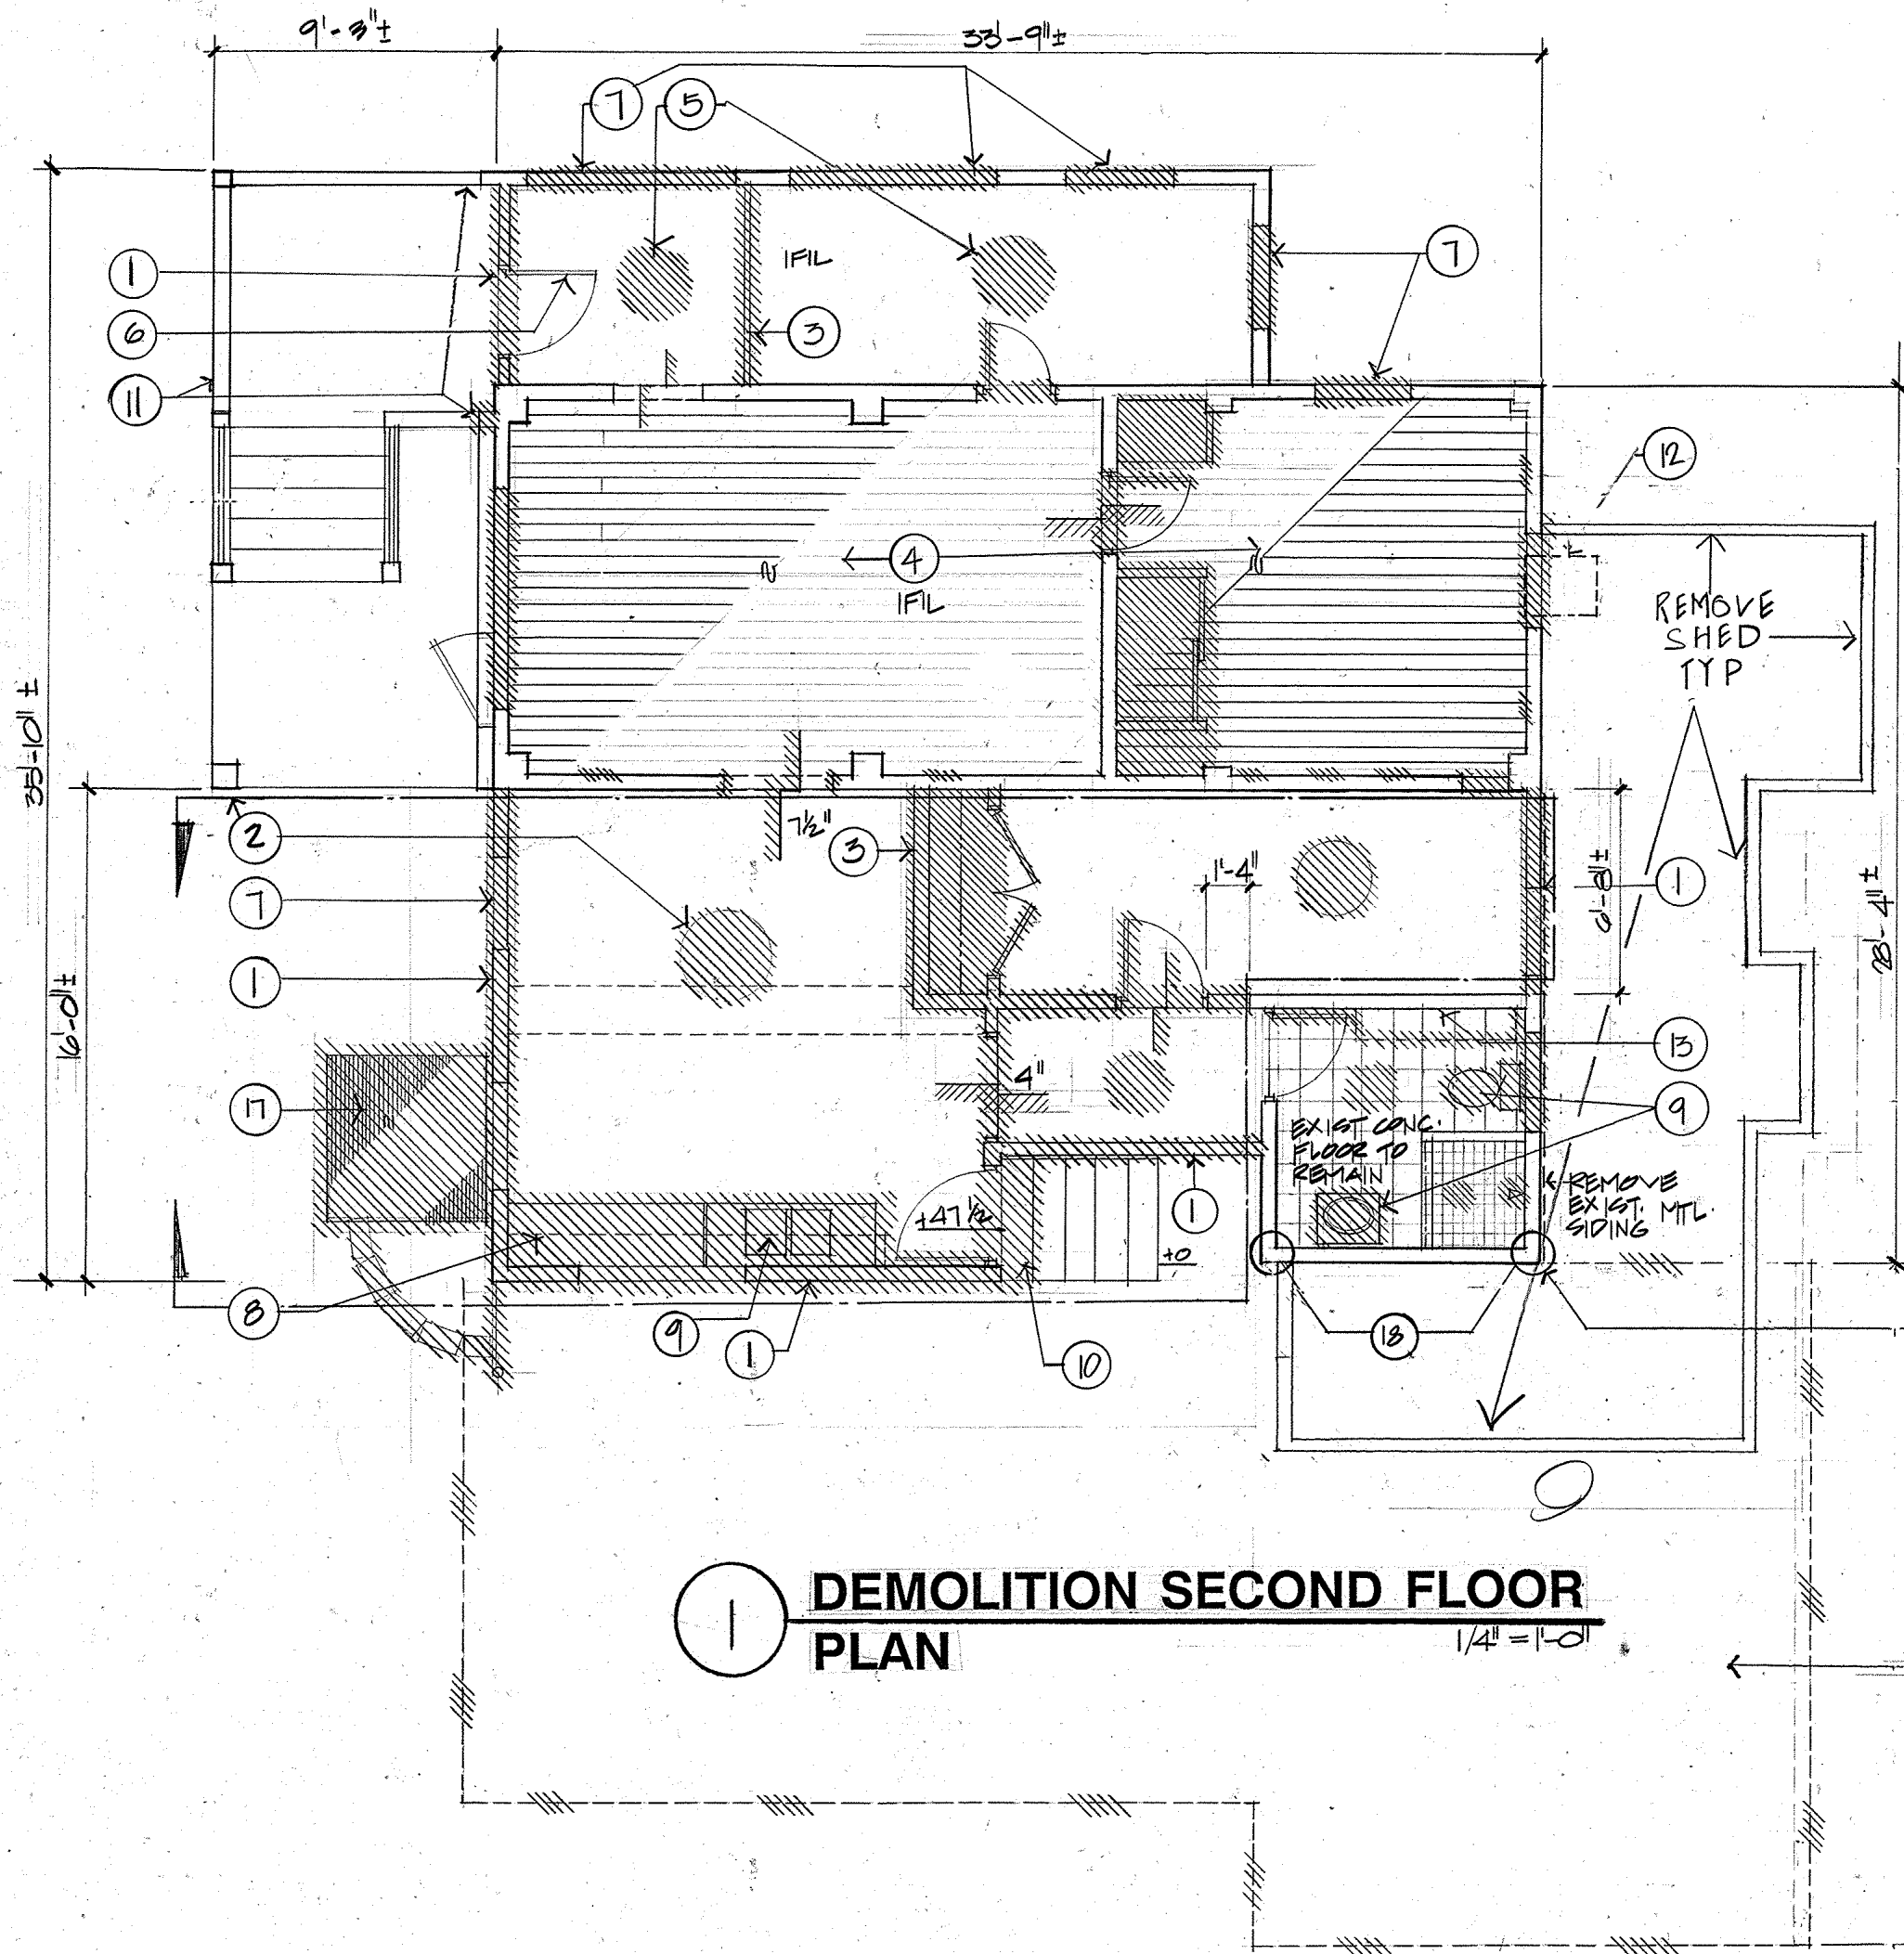 9'-3"±
33'-9"±
7
5
1
IFIL
7
6
3
11
12
4
IFIL
REMOVE
SHED
TYP
35'-10"±
2
7½"
3
1'-4"
1
7
6'-8"±
28'-4"±
1
16'-0"±
13
4"
17
9
EXIST CONC.
FLOOR TO
REMAIN
REMOVE
EXIST. MTL.
SIDING
+47½
1
±0
8
9
1
10
18
1
DEMOLITION SECOND FLOOR
PLAN
1/4"=1'-0"